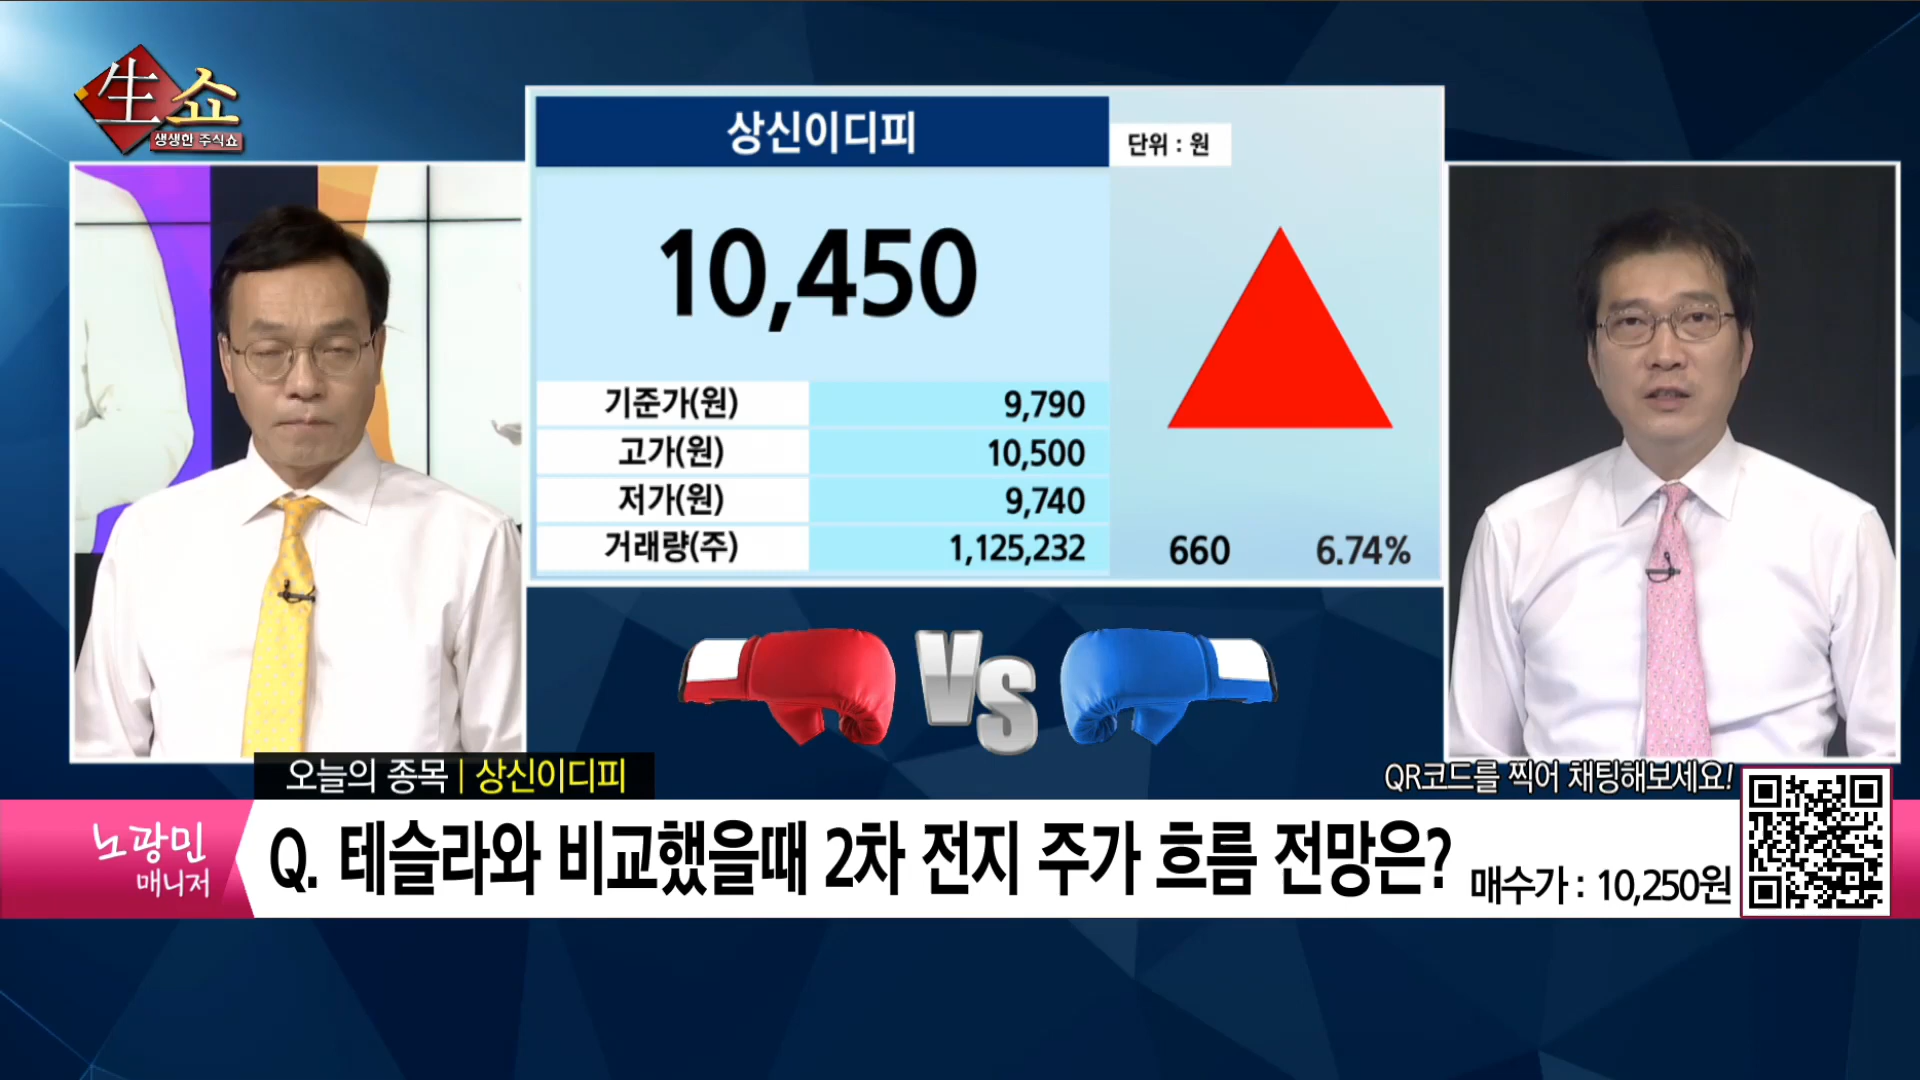 生쇼
생생한 주식쇼
상신이디피
단위 : 원
10,450
기준가(원) 9,790
고가(원) 10,500
저가(원) 9,740
거래량(주) 1,125,232
660 6.74%
VS
오늘의 종목 | 상신이디피
QR코드를 찍어 채팅해보세요!
노광민
매니저
Q. 테슬라와 비교했을때 2차 전지 주가 흐름 전망은?
매수가 : 10,250원